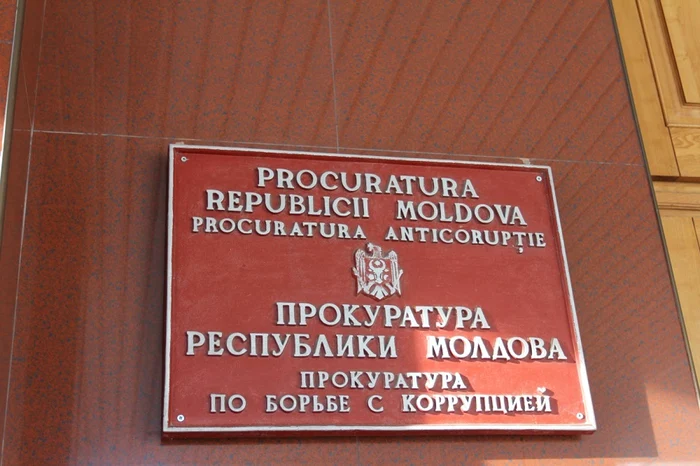 PROCURATURA
REPUBLICII MOLDOVA
PROCURATURA ANTICORUPȚIE
ПРОКУРАТУРА
РЕСПУБЛИКИ МОЛДОВА
ПРОКУРАТУРА
ПО БОРЬБЕ С КОРРУПЦИЕЙ